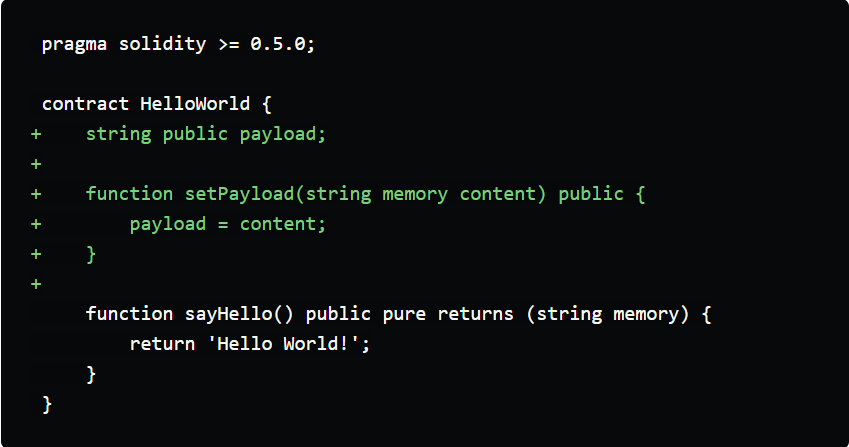 pragma solidity >= 0.5.0;

contract HelloWorld {
+    string public payload;
+
+    function setPayload(string memory content) public {
+        payload = content;
+    }
+
     function sayHello() public pure returns (string memory) {
         return 'Hello World!';
     }
}